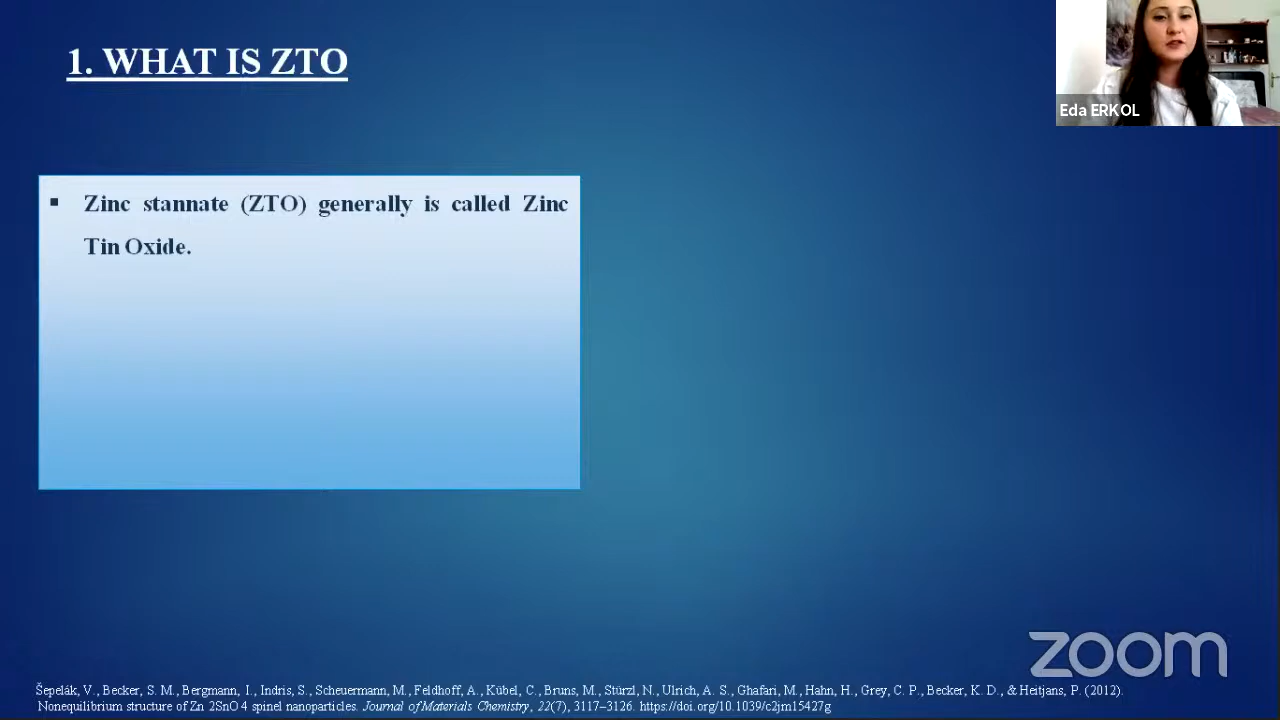 1. WHAT IS ZTO
Eda ERKOL
▪ Zinc stannate (ZTO) generally is called Zinc
Tin Oxide.
zoom
Šepelák, V., Becker, S. M., Bergmann, I., Indris, S., Scheuermann, M., Feldhoff, A., Kübel, C., Bruns, M., Stürzl, N., Ulrich, A. S., Ghafari, M., Hahn, H., Grey, C. P., Becker, K. D., & Heitjans, P. (2012).
Nonequilibrium structure of Zn 2SnO 4 spinel nanoparticles. Journal of Materials Chemistry, 22(7), 3117–3126. https://doi.org/10.1039/c2jm15427g